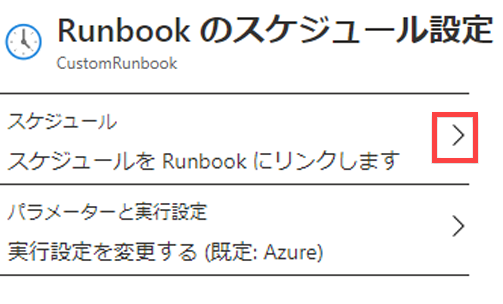 Runbook のスケジュール設定
CustomRunbook
スケジュール
スケジュールを Runbook にリンクします
パラメーターと実行設定
実行設定を変更する (既定: Azure)